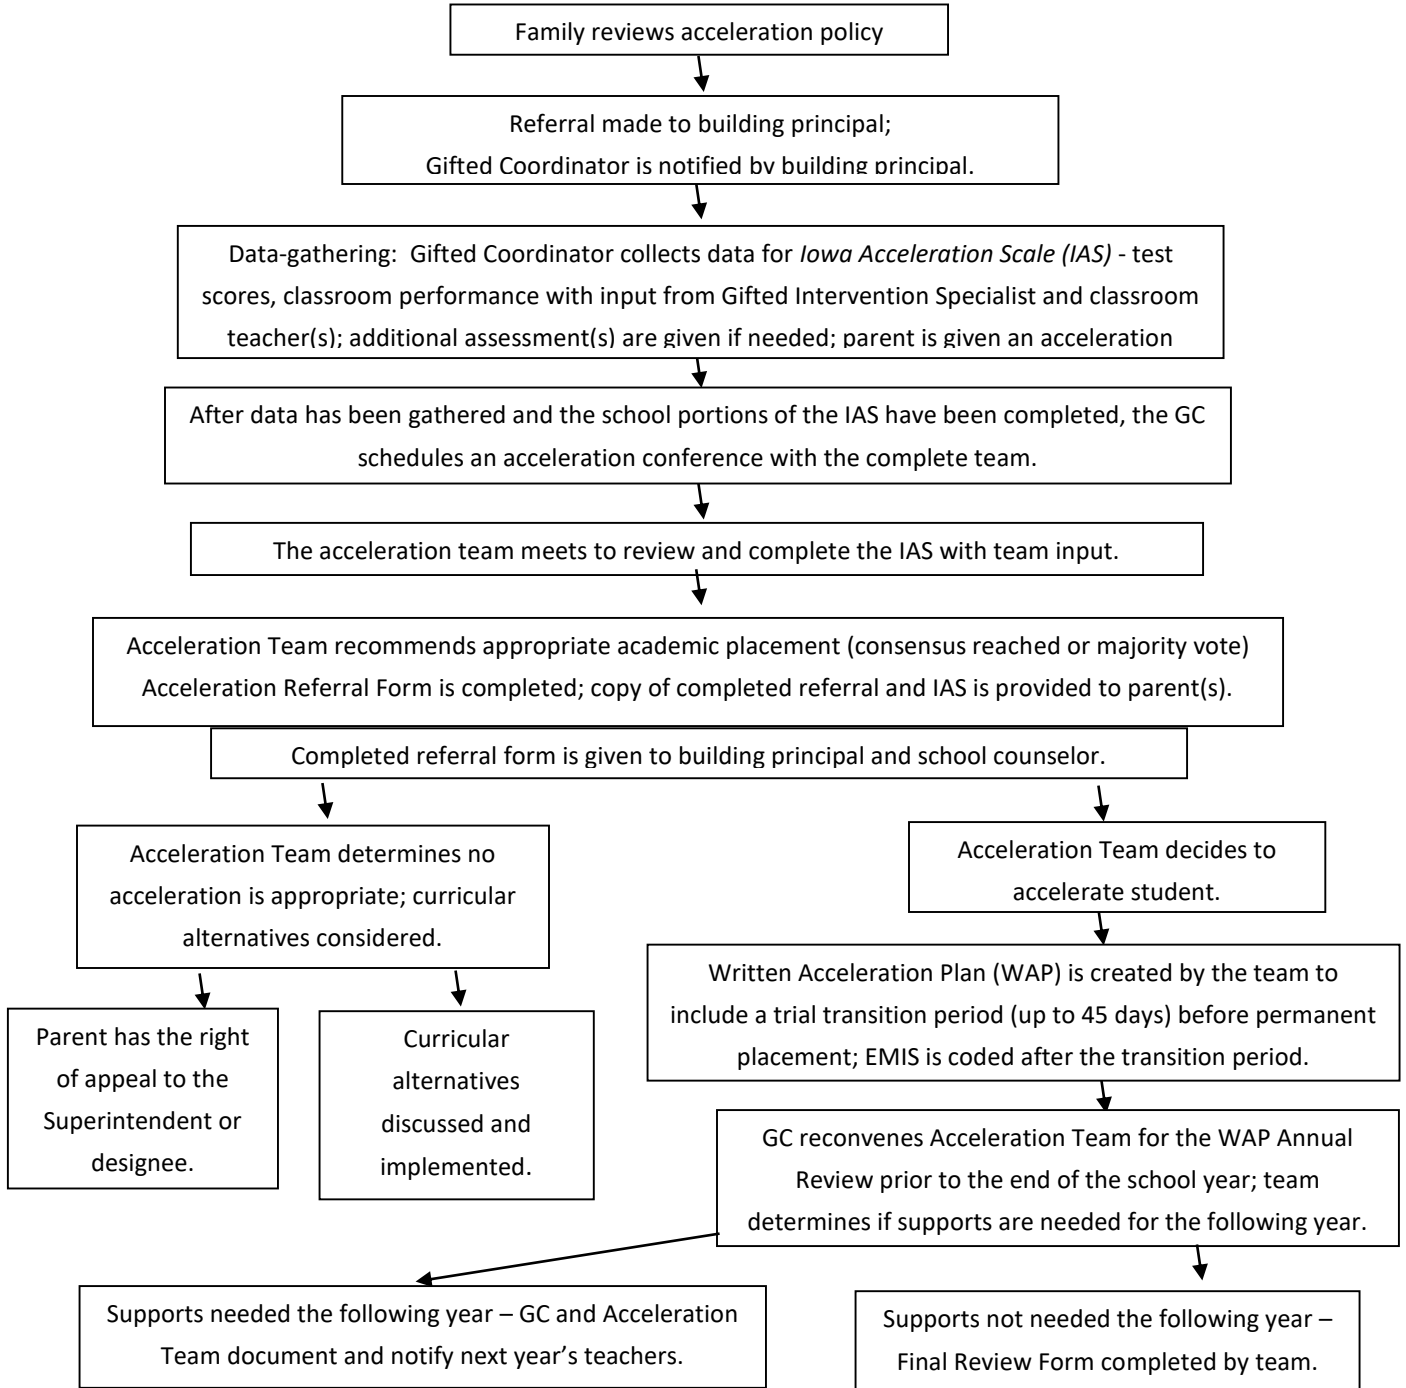 Family reviews acceleration policy
Referral made to building principal;
Gifted Coordinator is notified by building principal.
Data-gathering:  Gifted Coordinator collects data for Iowa Acceleration Scale (IAS) - test
scores, classroom performance with input from Gifted Intervention Specialist and classroom
teacher(s); additional assessment(s) are given if needed; parent is given an acceleration
After data has been gathered and the school portions of the IAS have been completed, the GC
schedules an acceleration conference with the complete team.
The acceleration team meets to review and complete the IAS with team input.
Acceleration Team recommends appropriate academic placement (consensus reached or majority vote)
Acceleration Referral Form is completed; copy of completed referral and IAS is provided to parent(s).
Completed referral form is given to building principal and school counselor.
Acceleration Team determines no
acceleration is appropriate; curricular
alternatives considered.
Acceleration Team decides to
accelerate student.
Parent has the right
of appeal to the
Superintendent or
designee.
Curricular
alternatives
discussed and
implemented.
Written Acceleration Plan (WAP) is created by the team to
include a trial transition period (up to 45 days) before permanent
placement; EMIS is coded after the transition period.
GC reconvenes Acceleration Team for the WAP Annual
Review prior to the end of the school year; team
determines if supports are needed for the following year.
Supports needed the following year – GC and Acceleration
Team document and notify next year’s teachers.
Supports not needed the following year –
Final Review Form completed by team.